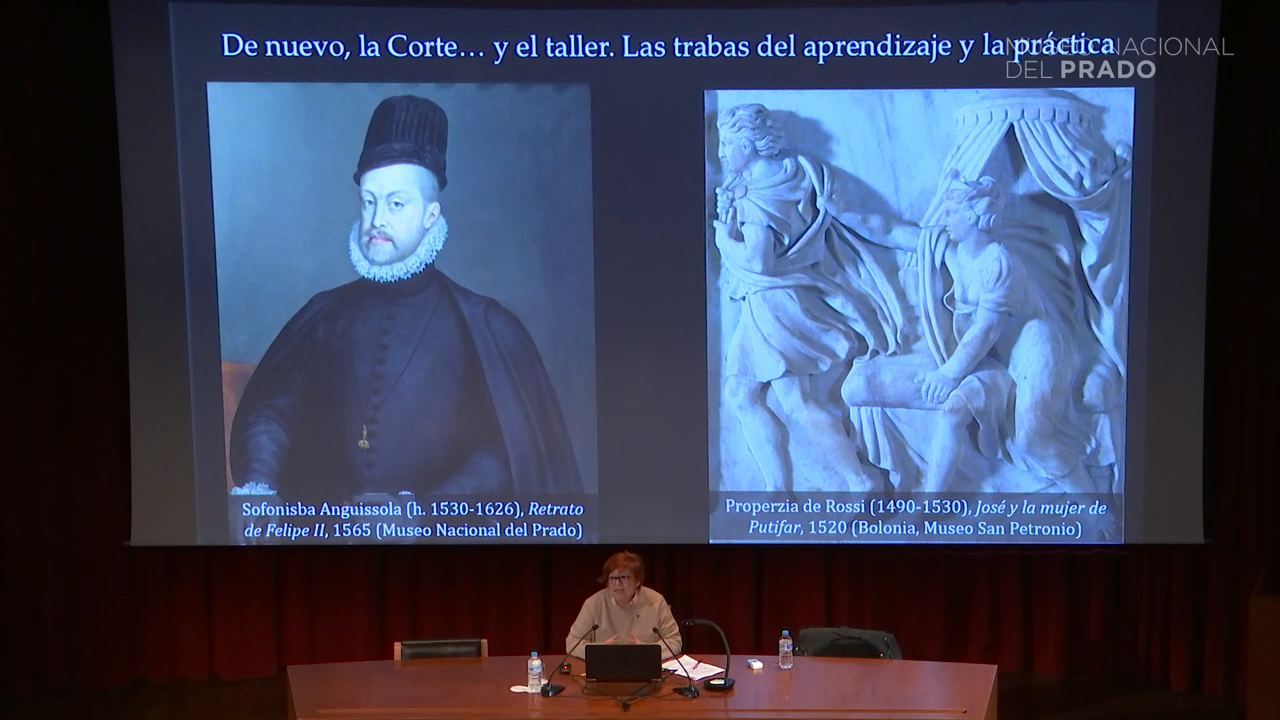 De nuevo, la Corte… y el taller. Las trabas del aprendizaje y la práctica
MUSEO NACIONAL
DEL PRADO
Sofonisba Anguissola (h. 1530-1626), Retrato
de Felipe II, 1565 (Museo Nacional del Prado)
Properzia de Rossi (1490-1530), José y la mujer de
Putifar, 1520 (Bolonia, Museo San Petronio)